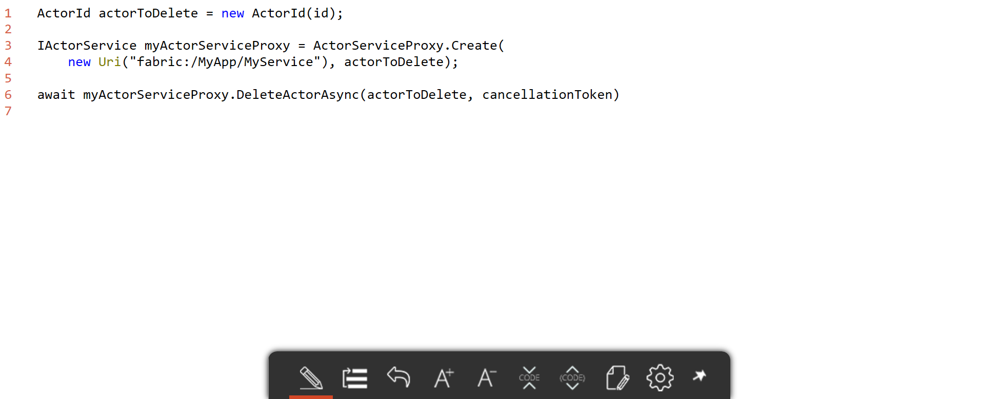 1 ActorId actorToDelete = new ActorId(id);
2
3 IActorService myActorServiceProxy = ActorServiceProxy.Create(
4     new Uri("fabric:/MyApp/MyService"), actorToDelete);
5
6 await myActorServiceProxy.DeleteActorAsync(actorToDelete, cancellationToken)
7
A+ A- CODE {CODE}